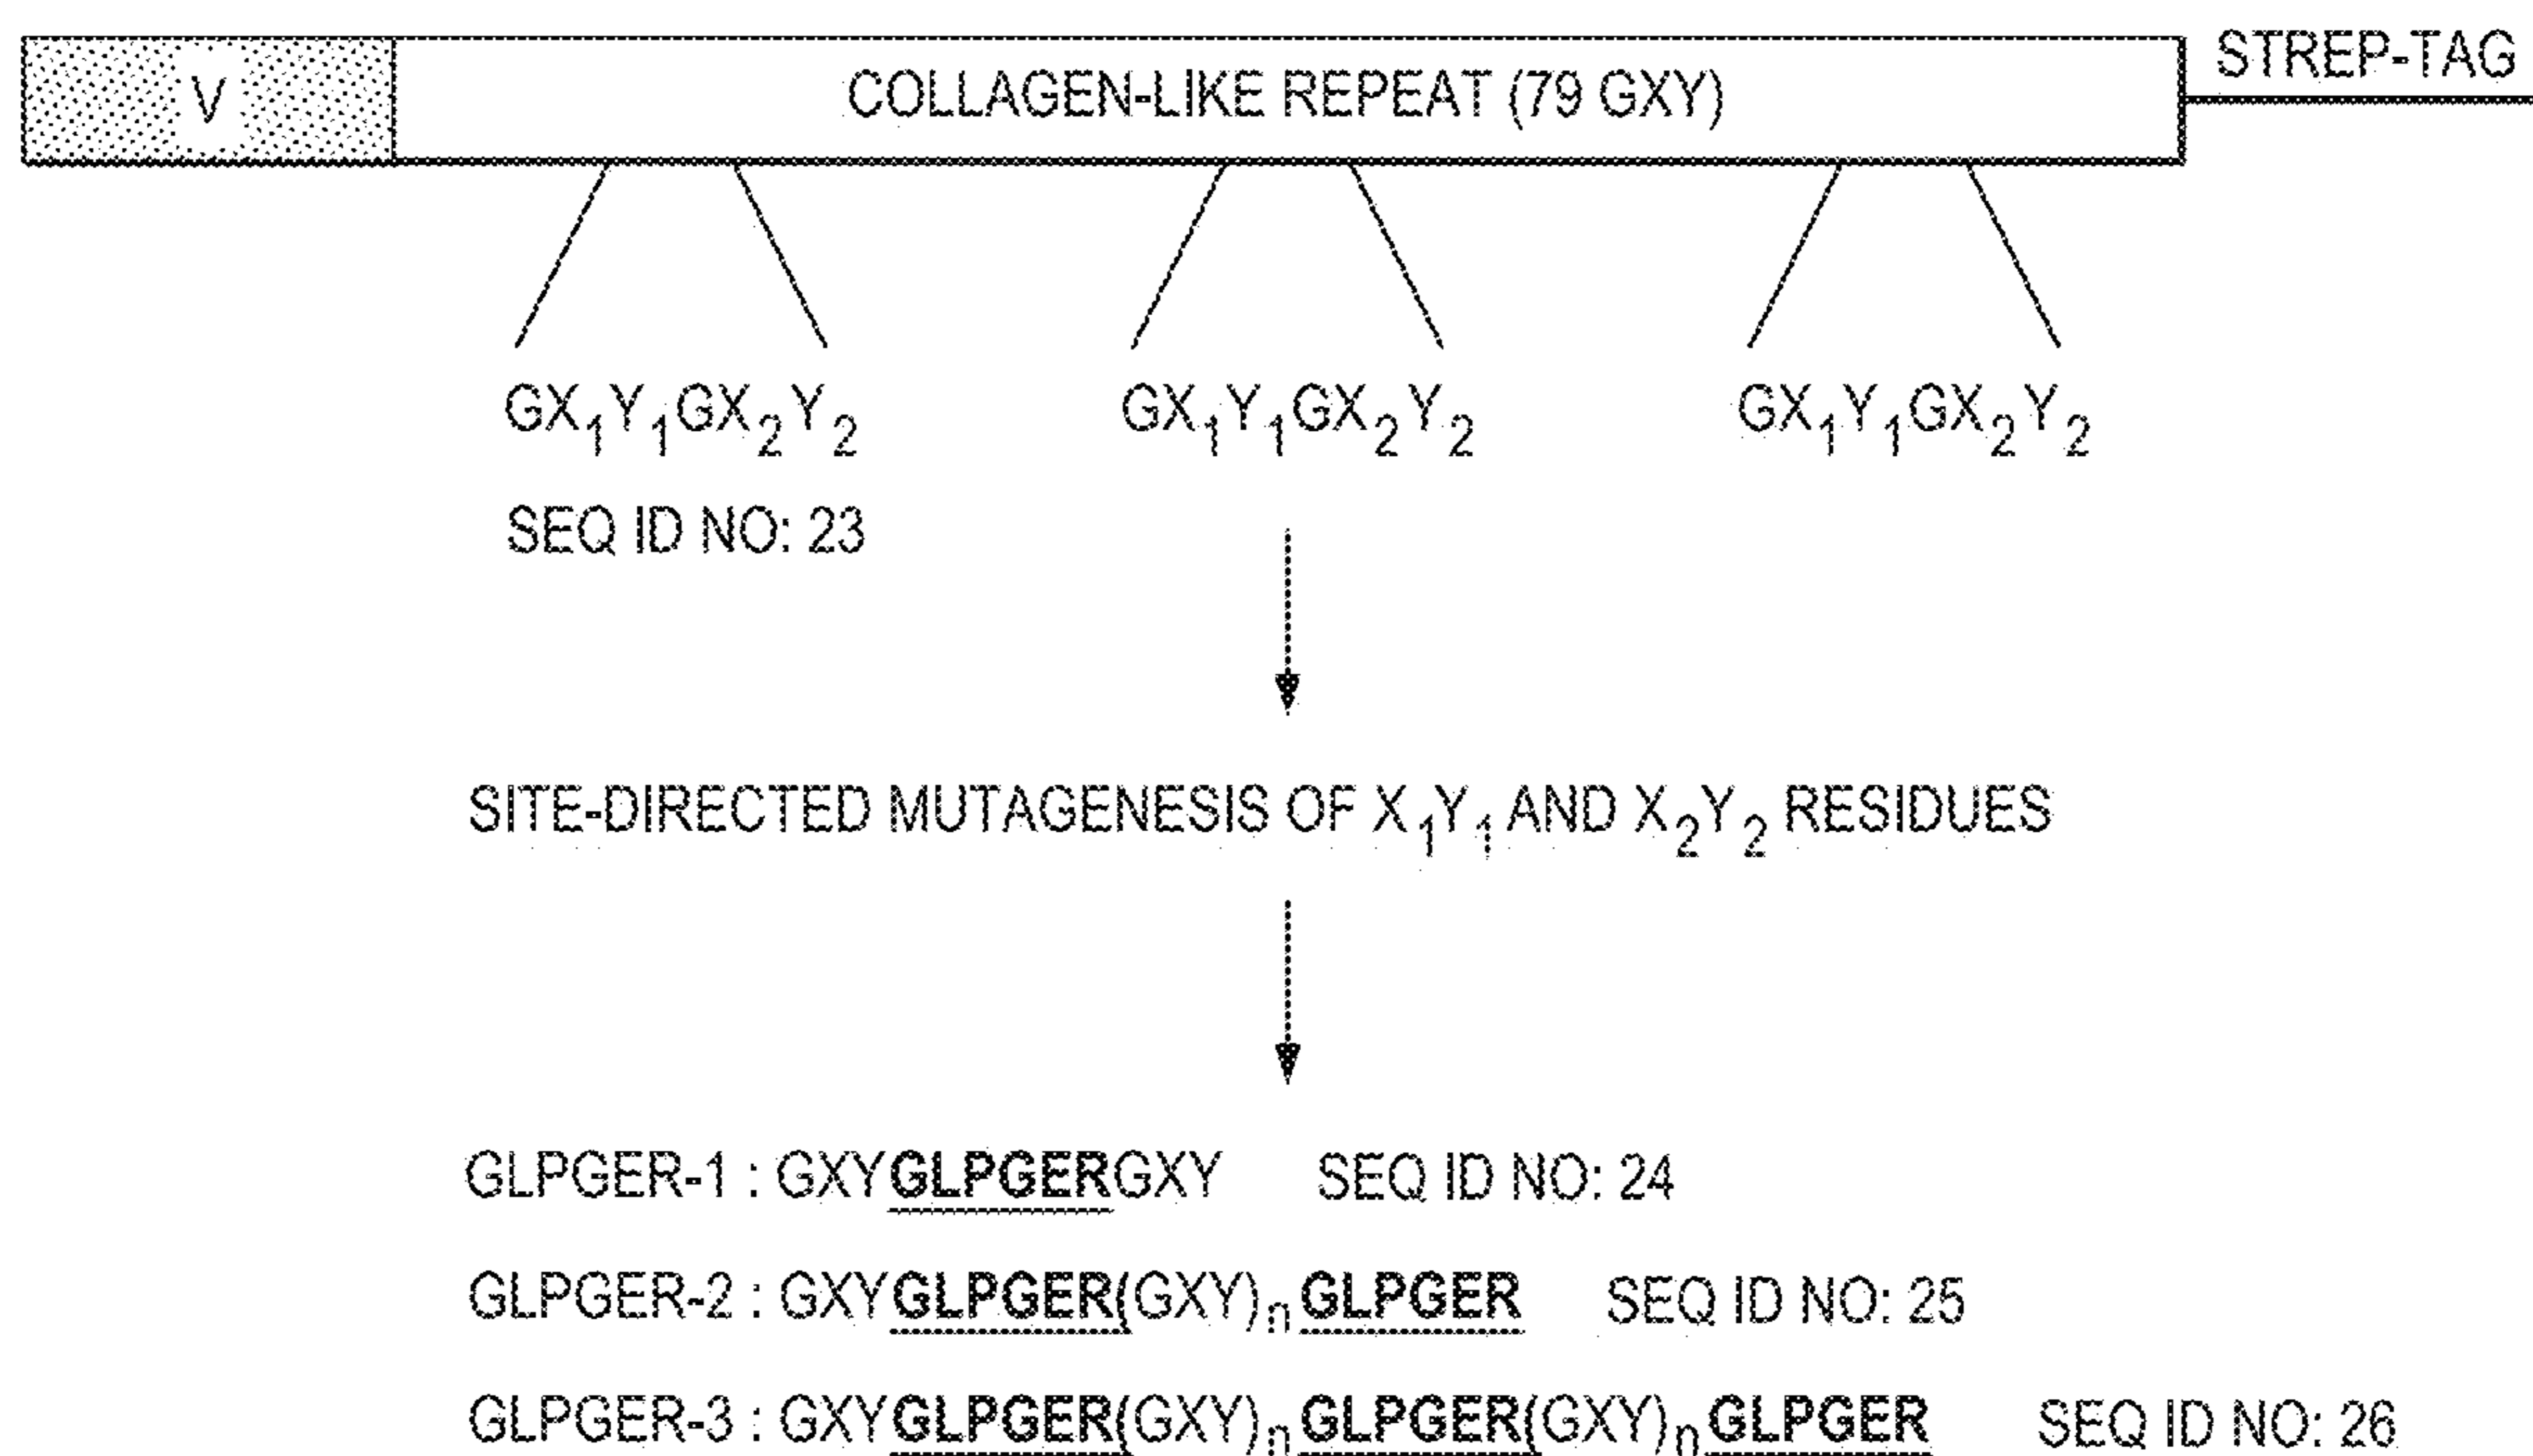 STREP-TAG
V COLLAGEN-LIKE REPEAT (79 GXY)
GX₁Y₁GX₂Y₂ GX₁Y₁GX₂Y₂ GX₁Y₁GX₂Y₂
SEQ ID NO: 23
SITE-DIRECTED MUTAGENESIS OF X₁Y₁ AND X₂Y₂ RESIDUES
GLPGER-1 : GXYGLPGERGXY SEQ ID NO: 24
GLPGER-2 : GXYGLPGER(GXY)ₙGLPGER SEQ ID NO: 25
GLPGER-3 : GXYGLPGER(GXY)ₙGLPGER(GXY)ₙGLPGER SEQ ID NO: 26